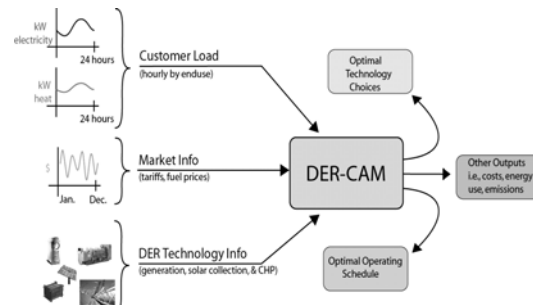 kW
electricity
24 hours
kW
heat
24 hours
Customer Load
(hourly by enduse)
$
Jan.
Dec.
Market Info
(tariffs, fuel prices)
DER Technology Info
(generation, solar collection, & CHP)
DER-CAM
Optimal
Technology
Choices
Other Outputs
i.e., costs, energy
use, emissions
Optimal Operating
Schedule